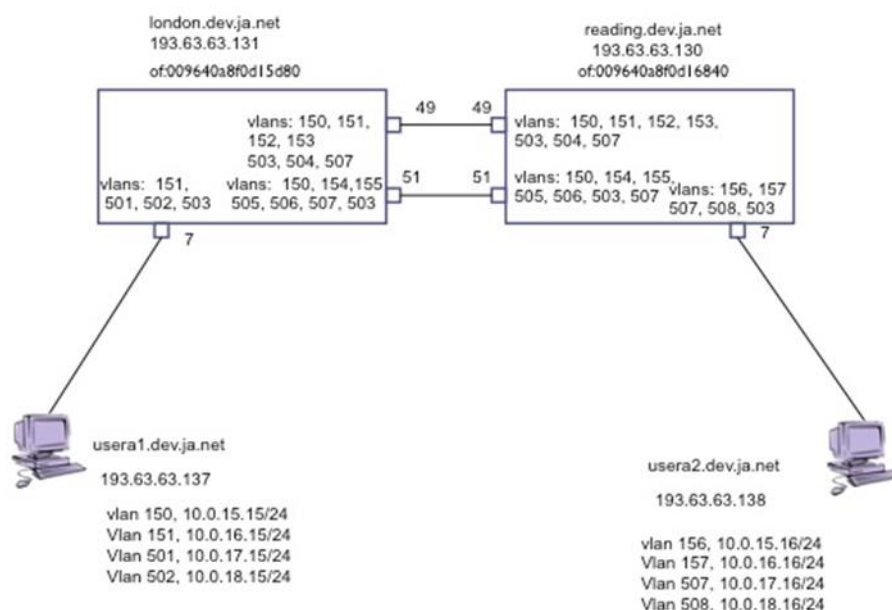 london.dev.ja.net
193.63.63.131
of:009640a8f0d15d80
reading.dev.ja.net
193.63.63.130
of:009640a8f0d16840
49
49
vlans: 150, 151,
152, 153
503, 504, 507
vlans: 150, 151, 152, 153,
503, 504, 507
vlans: 151,
501, 502, 503
vlans: 150, 154,155
505, 506, 507, 503
51
51
vlans: 150, 154, 155,
505, 506, 503, 507
vlans: 156, 157
507, 508, 503
7
7
usera1.dev.ja.net
193.63.63.137
vlan 150, 10.0.15.15/24
Vlan 151, 10.0.16.15/24
Vlan 501, 10.0.17.15/24
Vlan 502, 10.0.18.15/24
usera2.dev.ja.net
193.63.63.138
vlan 156, 10.0.15.16/24
Vlan 157, 10.0.16.16/24
Vlan 507, 10.0.17.16/24
Vlan 508, 10.0.18.16/24